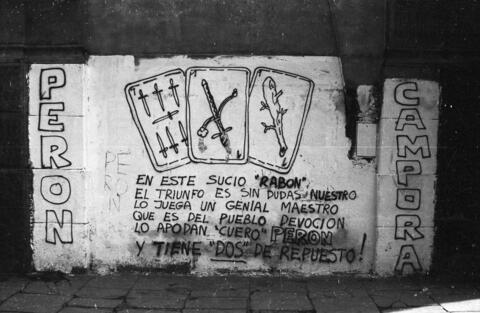 PERON
CAMPORA
PERON
EN ESTE SUCIO "RABON".
EL TRIUNFO ES SIN DUDAS NUESTRO
LO JUEGA UN GENIAL MAESTRO
QUE ES DEL PUEBLO DEVOCION
LO APODAN "CUERO" PERON
Y TIENE "DOS" DE REPUESTO!